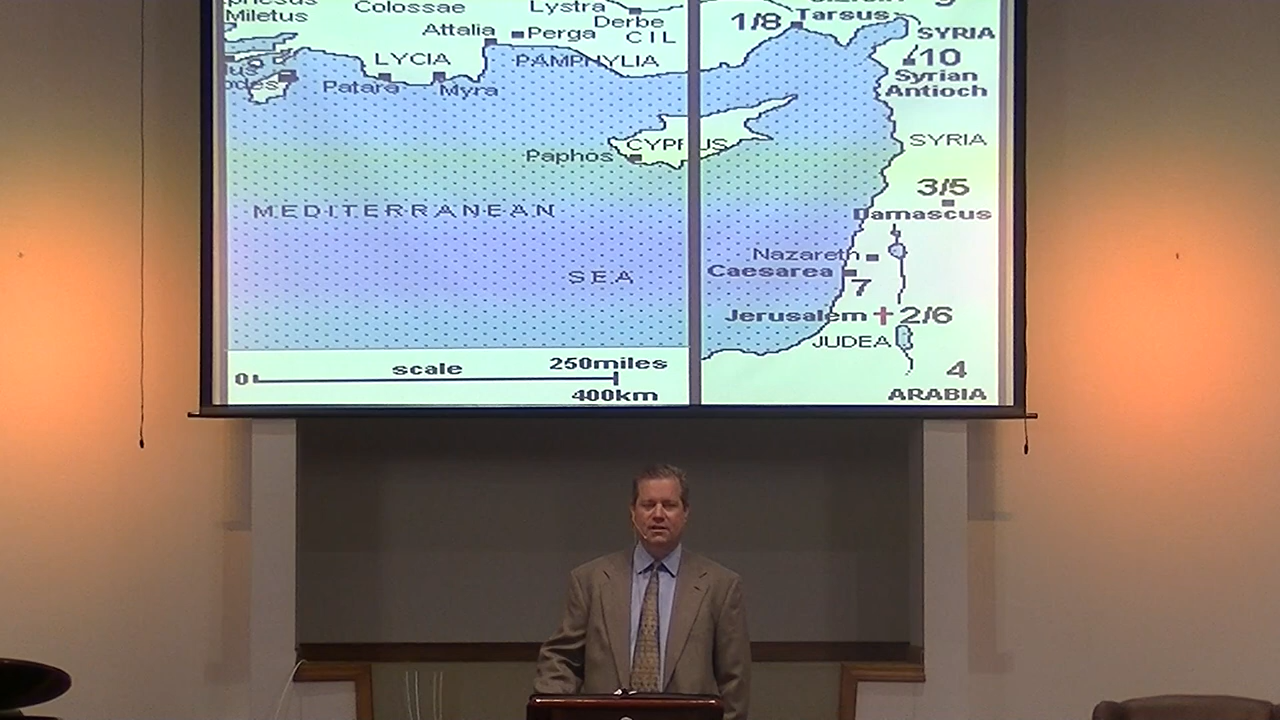 Miletus
Colossae
Lystra
Derbe
Attalia
Perga
CIL
LYCIA
PAMPHYLIA
Patara
Myra
1/8
Tarsus
SYRIA
10
Syrian
Antioch
CYPRUS
Paphos
SYRIA
3/5
Damascus
MEDITERRANEAN
SEA
Nazareth
Caesarea
7
Jerusalem 2/6
JUDEA
4
ARABIA
scale
250miles
0
400km